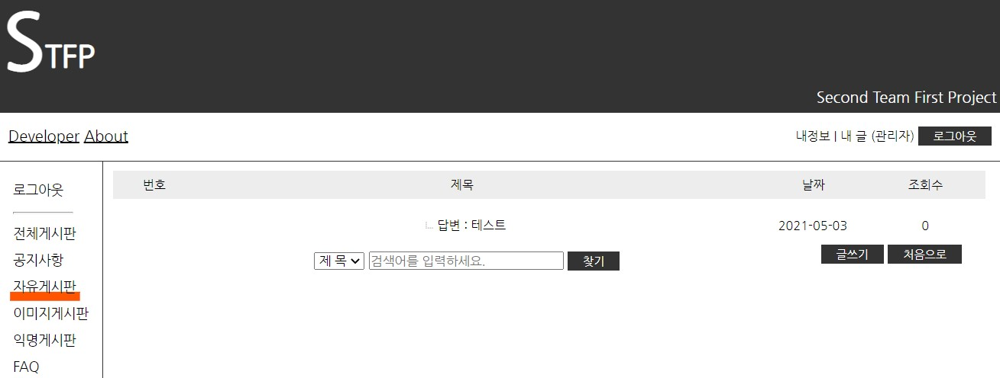 STFP
Second Team First Project
Developer About
내정보 | 내 글 (관리자) 로그아웃
로그아웃
전체게시판
공지사항
자유게시판
이미지게시판
익명게시판
FAQ
번호 제목 날짜 조회수
답변 : 테스트 2021-05-03 0
제 목 검색어를 입력하세요. 찾기
글쓰기 처음으로